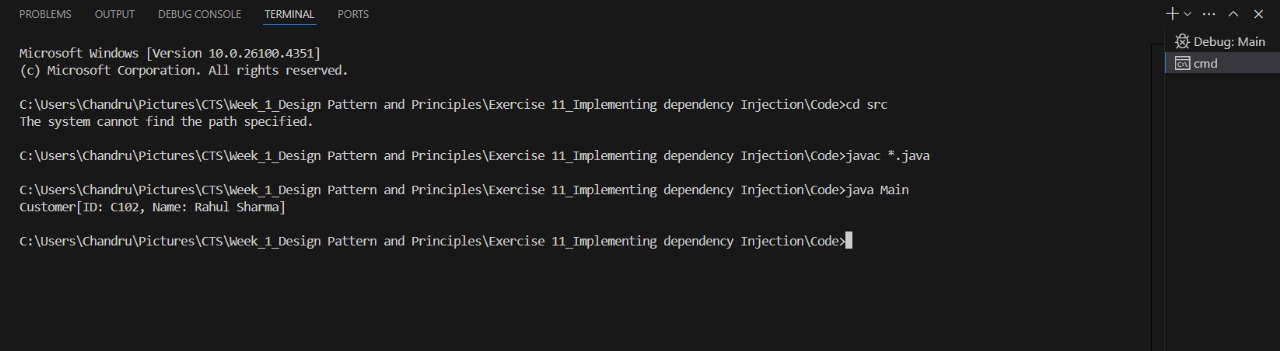 PROBLEMS OUTPUT DEBUG CONSOLE TERMINAL PORTS
Debug: Main
cmd
Microsoft Windows [Version 10.0.26100.4351]
(c) Microsoft Corporation. All rights reserved.
C:\Users\Chandru\Pictures\CTS\Week_1_Design Pattern and Principles\Exercise 11_Implementing dependency Injection\Code>cd src
The system cannot find the path specified.
C:\Users\Chandru\Pictures\CTS\Week_1_Design Pattern and Principles\Exercise 11_Implementing dependency Injection\Code>javac *.java
C:\Users\Chandru\Pictures\CTS\Week_1_Design Pattern and Principles\Exercise 11_Implementing dependency Injection\Code>java Main
Customer[ID: C102, Name: Rahul Sharma]
C:\Users\Chandru\Pictures\CTS\Week_1_Design Pattern and Principles\Exercise 11_Implementing dependency Injection\Code>